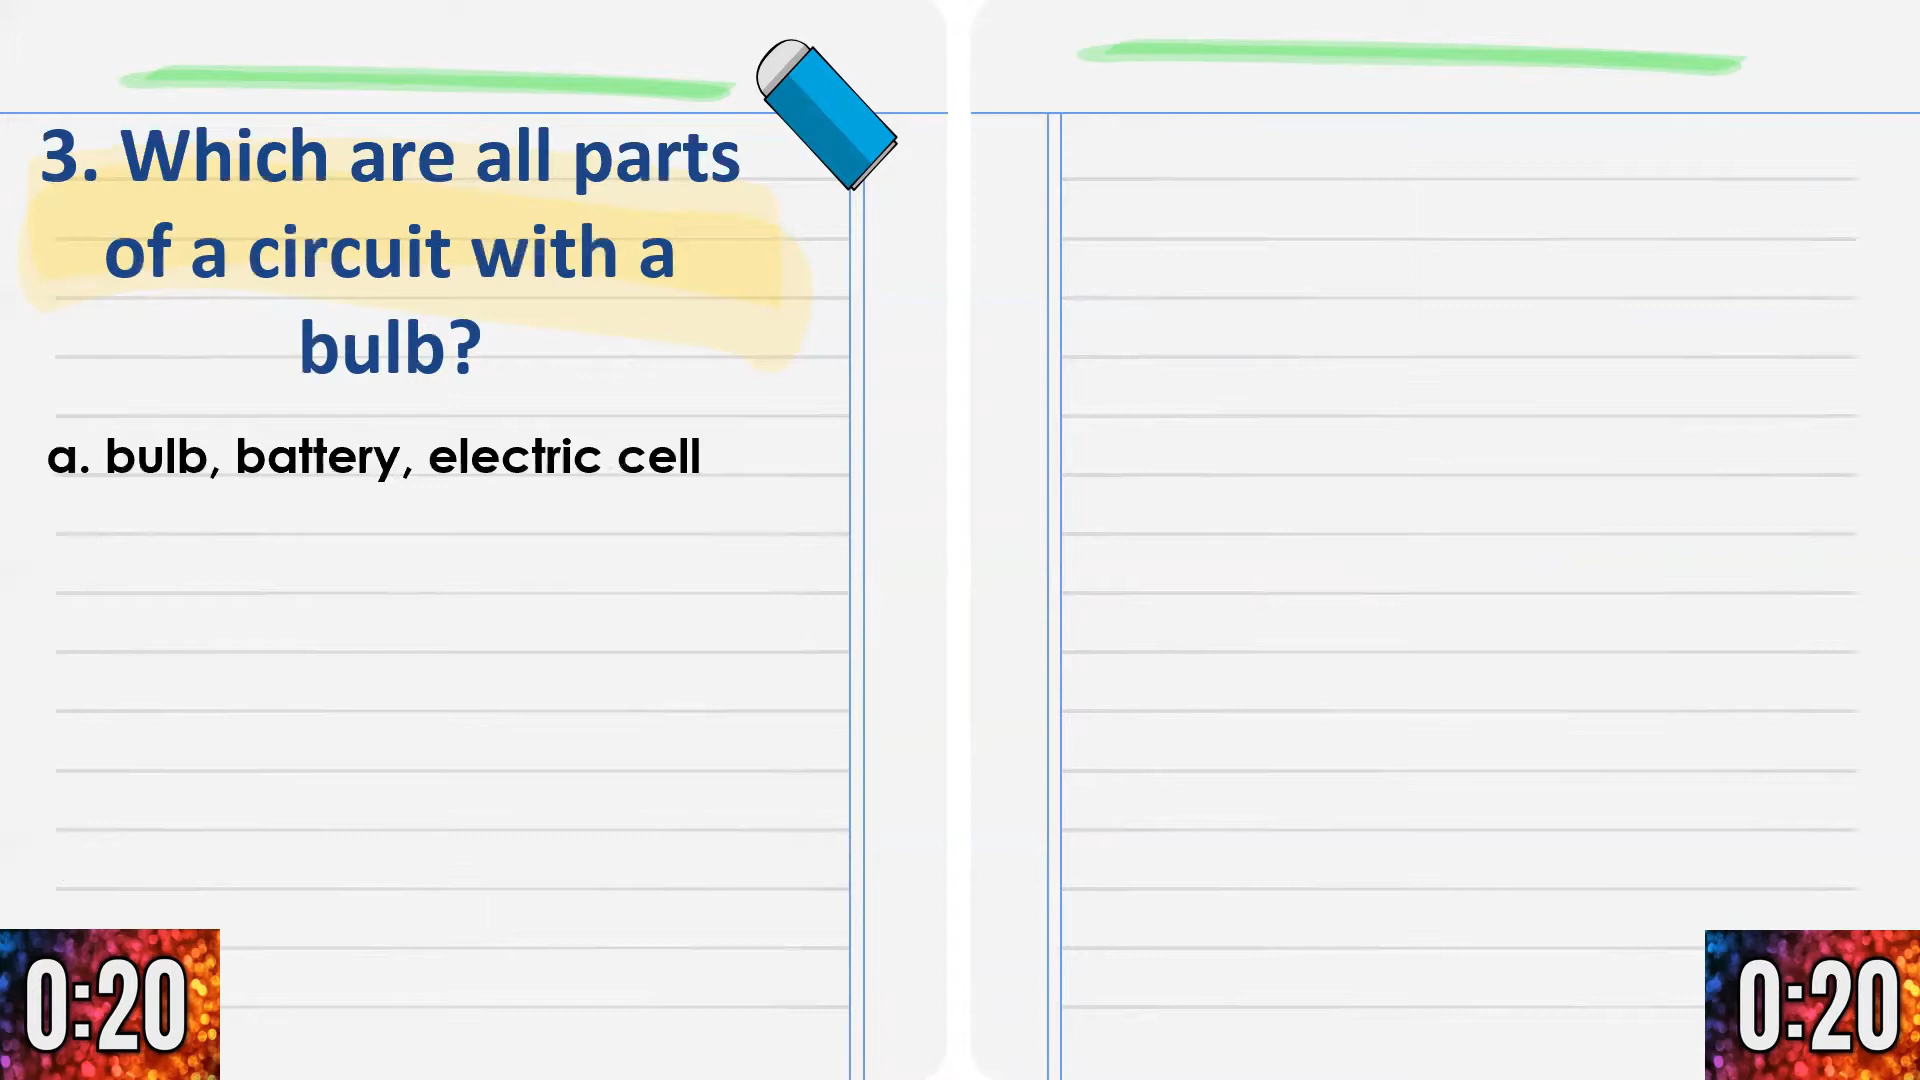 3. Which are all parts
of a circuit with a
bulb?
a. bulb, battery, electric cell
0:20
0:20